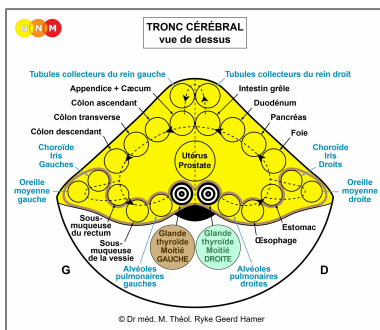 GNM
TRONC CÉRÉBRAL
vue de dessus
Tubules collecteurs du rein gauche
Tubules collecteurs du rein droit
Appendice + Cæcum
Intestin grêle
Côlon ascendant
Duodénum
Côlon transverse
Pancréas
Côlon descendant
Foie
Choroïde
Iris
Gauches
Utérus
Prostate
Choroïde
Iris
Droits
Oreille
moyenne
gauche
Oreille
moyenne
droite
Sous-
muqueuse
du rectum
Sous-
muqueuse
de la vessie
Glande
thyroïde
Moitié
GAUCHE
Glande
thyroïde
Moitié
DROITE
Estomac
Œsophage
G
D
Alvéoles
pulmonaires
gauches
Alvéoles
pulmonaires
droites
© Dr méd. M. Théol. Ryke Geerd Hamer